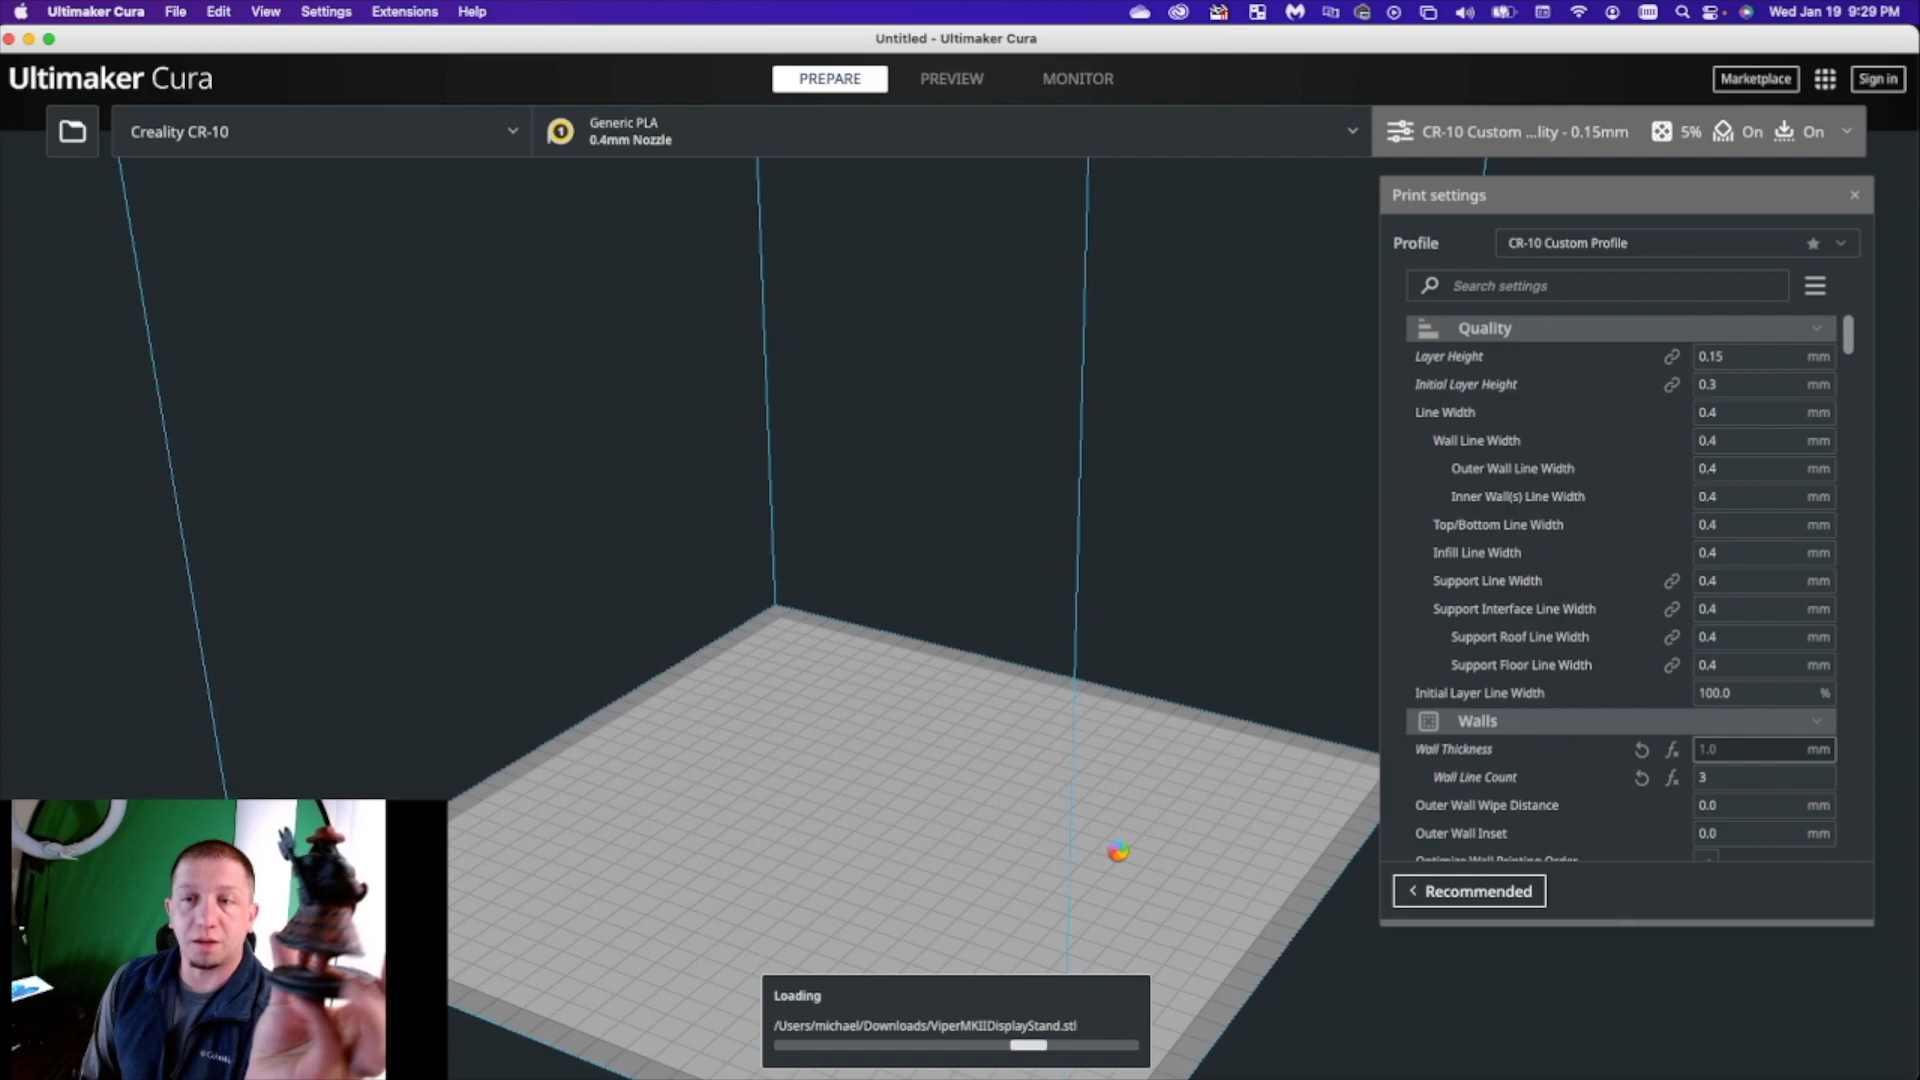 Ultimaker Cura File Edit View Settings Extensions Help Wed Jan 19 9:29 PM
Untitled - Ultimaker Cura
Ultimaker Cura PREPARE PREVIEW MONITOR Marketplace Sign in
Creality CR-10
1 Generic PLA
0.4mm Nozzle
CR-10 Custom ...lity - 0.15mm 5% On On
Print settings
Profile CR-10 Custom Profile
Search settings
Quality
Layer Height 0.15 mm
Initial Layer Height 0.3 mm
Line Width 0.4 mm
Wall Line Width 0.4 mm
Outer Wall Line Width 0.4 mm
Inner Wall(s) Line Width 0.4 mm
Top/Bottom Line Width 0.4 mm
Infill Line Width 0.4 mm
Support Line Width 0.4 mm
Support Interface Line Width 0.4 mm
Support Roof Line Width 0.4 mm
Support Floor Line Width 0.4 mm
Initial Layer Line Width 100.0 %
Walls
Wall Thickness fx 1.0 mm
Wall Line Count fx 3
Outer Wall Wipe Distance 0.0 mm
Outer Wall Inset 0.0 mm
Optimize Wall Printing Order
Recommended
Loading
/Users/michael/Downloads/ViperMKIIDisplayStand.stl
Columbia